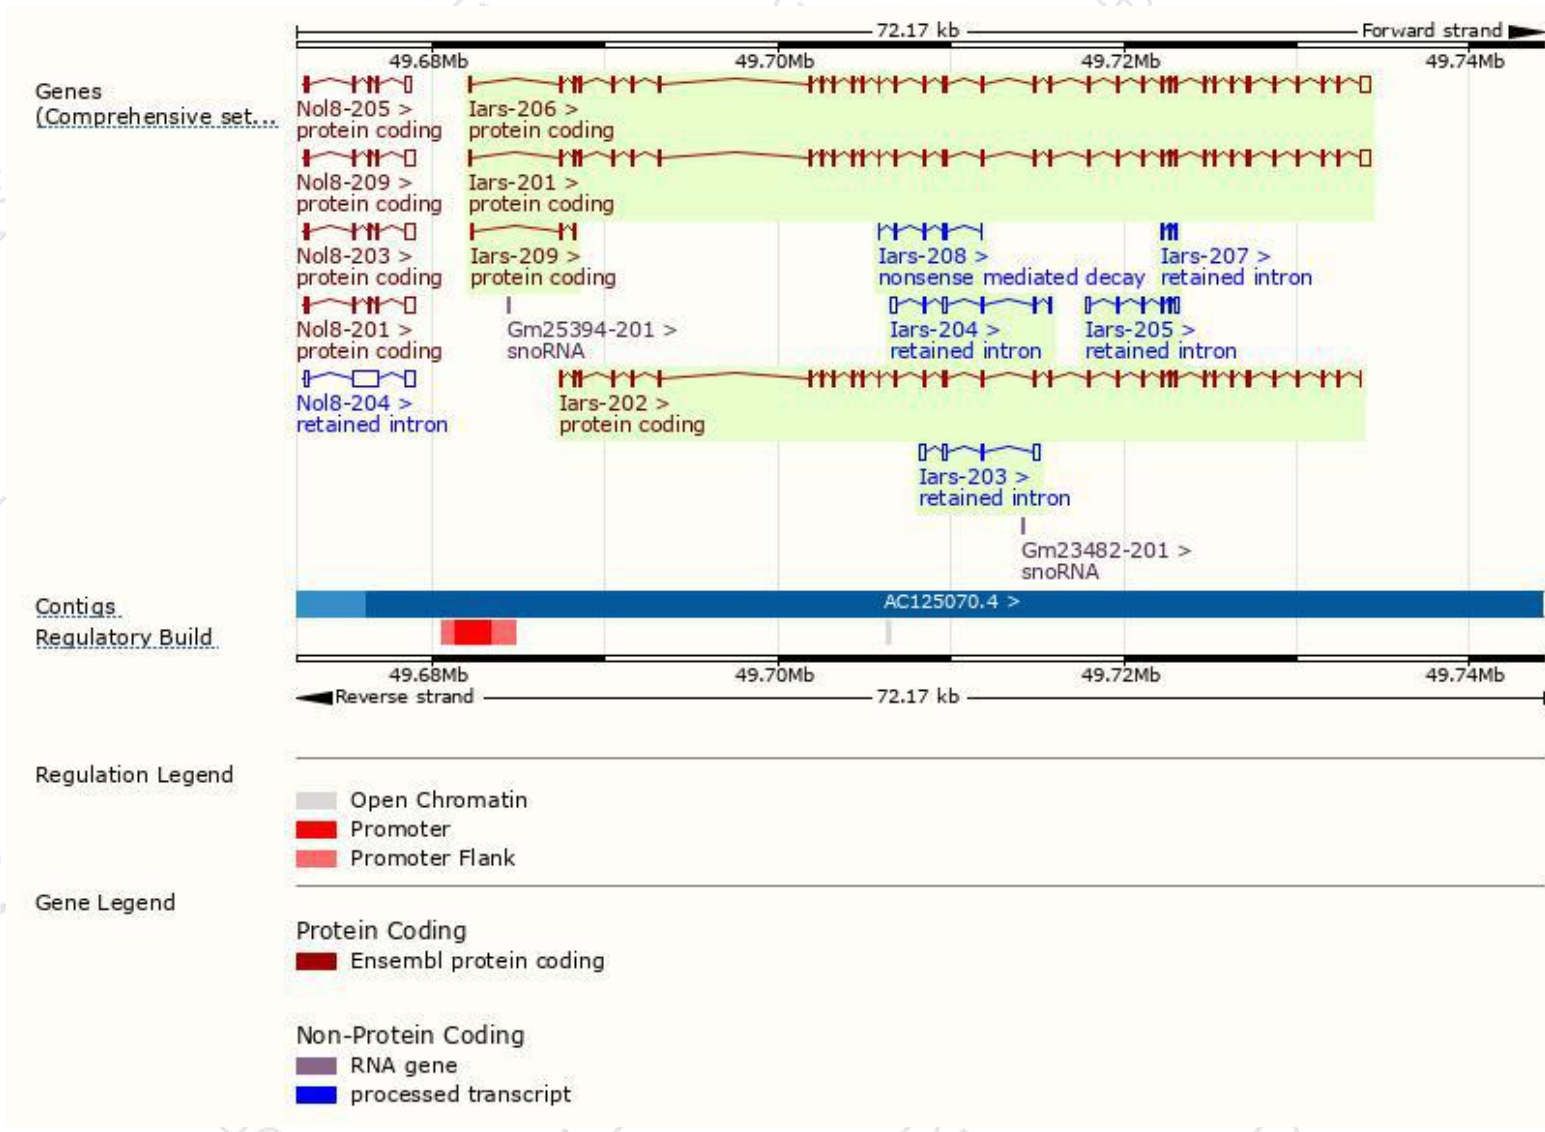 72.17 kb
Forward strand
49.68Mb 49.70Mb 49.72Mb 49.74Mb
Genes
(Comprehensive set...
Nol8-205 > Iars-206 >
protein coding protein coding
Nol8-209 > Iars-201 >
protein coding protein coding
Nol8-203 > Iars-209 > Iars-208 > Iars-207 >
protein coding protein coding nonsense mediated decay retained intron
Nol8-201 > Gm25394-201 > Iars-204 > Iars-205 >
protein coding snoRNA retained intron retained intron
Nol8-204 > Iars-202 >
retained intron protein coding
Iars-203 >
retained intron
Gm23482-201 >
snoRNA
Contigs AC125070.4 >
Regulatory Build
49.68Mb 49.70Mb 49.72Mb 49.74Mb
Reverse strand 72.17 kb
Regulation Legend
Open Chromatin
Promoter
Promoter Flank
Gene Legend
Protein Coding
Ensembl protein coding
Non-Protein Coding
RNA gene
processed transcript